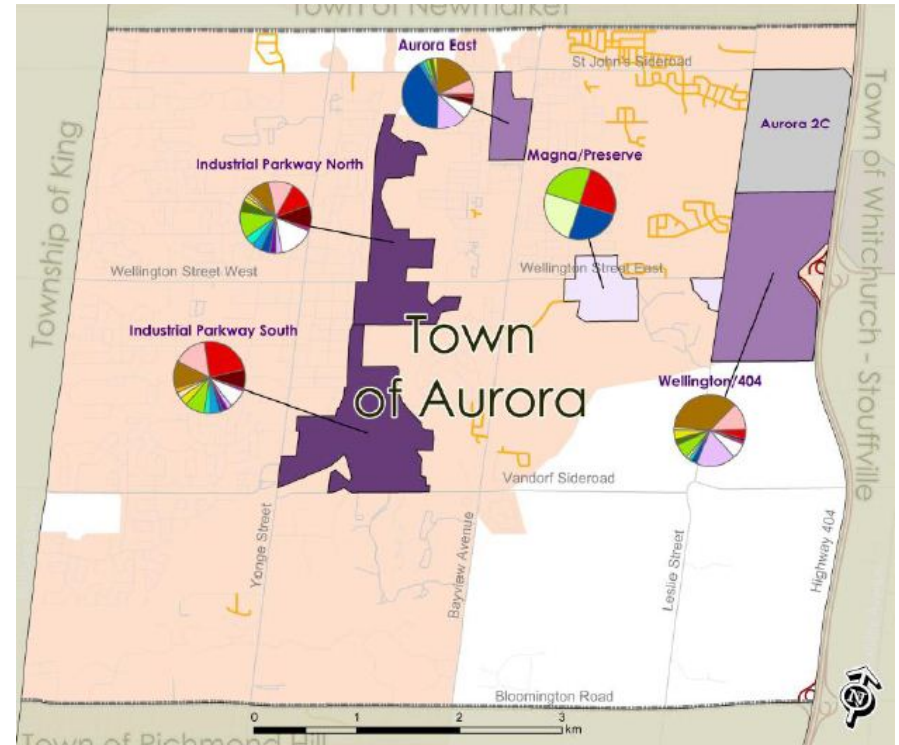 Town of Newmarket
Aurora East
St John's Sideroad
Aurora 2C
Industrial Parkway North
Magna/Preserve
Township of King
Town of Whitchurch - Stouffville
Wellington Street West
Wellington Street East
Industrial Parkway South
Town
of Aurora
Wellington/404
Vandorf Sideroad
Yonge Street
Bayview Avenue
Leslie Street
Highway 404
Bloomington Road
0 1 2 3
km
N
Town of Richmond Hill